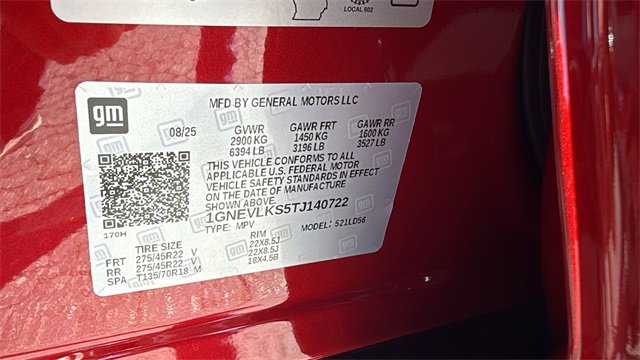 LOCAL 602
gm
MFD BY GENERAL MOTORS LLC
08/25 GVWR GAWR FRT GAWR RR
2900 KG 1450 KG 1600 KG
6394 LB 3196 LB 3527 LB
THIS VEHICLE CONFORMS TO ALL
APPLICABLE U.S. FEDERAL MOTOR
VEHICLE SAFETY STANDARDS IN EFFECT
ON THE DATE OF MANUFACTURE
SHOWN ABOVE.
1GNEVLKS5TJ140722
17CH TYPE: MPV MODEL: 521LD56
TIRE SIZE RIM
FRT 275/45R22 V 22X8.5J
RR 275/45R22 V 22X8.5J
SPA T135/70R18 M 18X4.5B